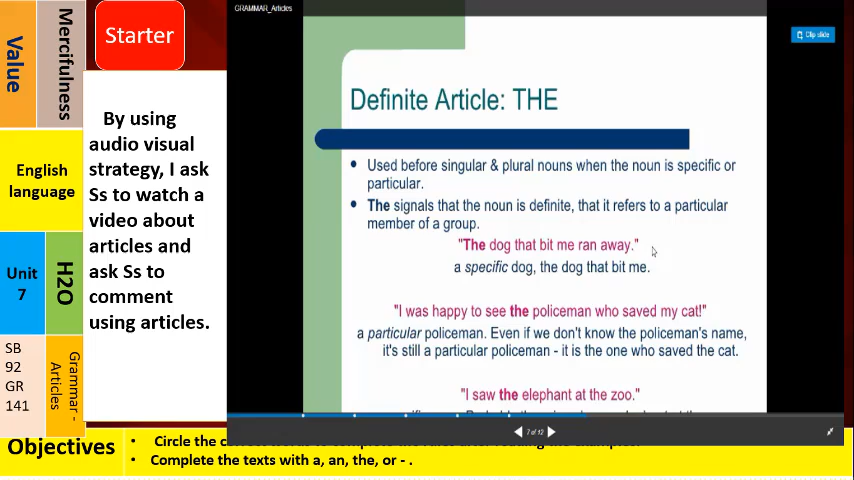 Value
Mercifulness
Starter
English
language
Unit
7
H2O
SB
92
GR
141
Grammar -
Articles
By using
audio visual
strategy, I ask
Ss to watch a
video about
articles and
ask Ss to
comment
using articles.
GRAMMAR_Articles
Clip slide
Definite Article: THE
• Used before singular & plural nouns when the noun is specific or
particular.
• The signals that the noun is definite, that it refers to a particular
member of a group.
"The dog that bit me ran away."
a specific dog, the dog that bit me.
"I was happy to see the policeman who saved my cat!"
a particular policeman. Even if we don't know the policeman's name,
it's still a particular policeman - it is the one who saved the cat.
"I saw the elephant at the zoo."
7 of 12
Objectives
• Circle the
• Complete the texts with a, an, the, or - .